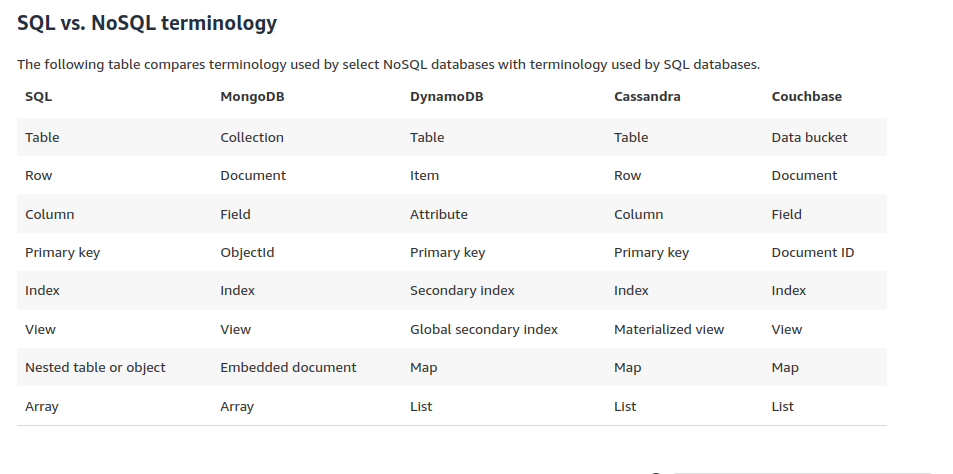 SQL vs. NoSQL terminology
The following table compares terminology used by select NoSQL databases with terminology used by SQL databases.
SQL MongoDB DynamoDB Cassandra Couchbase
Table Collection Table Table Data bucket
Row Document Item Row Document
Column Field Attribute Column Field
Primary key ObjectId Primary key Primary key Document ID
Index Index Secondary index Index Index
View View Global secondary index Materialized view View
Nested table or object Embedded document Map Map Map
Array Array List List List